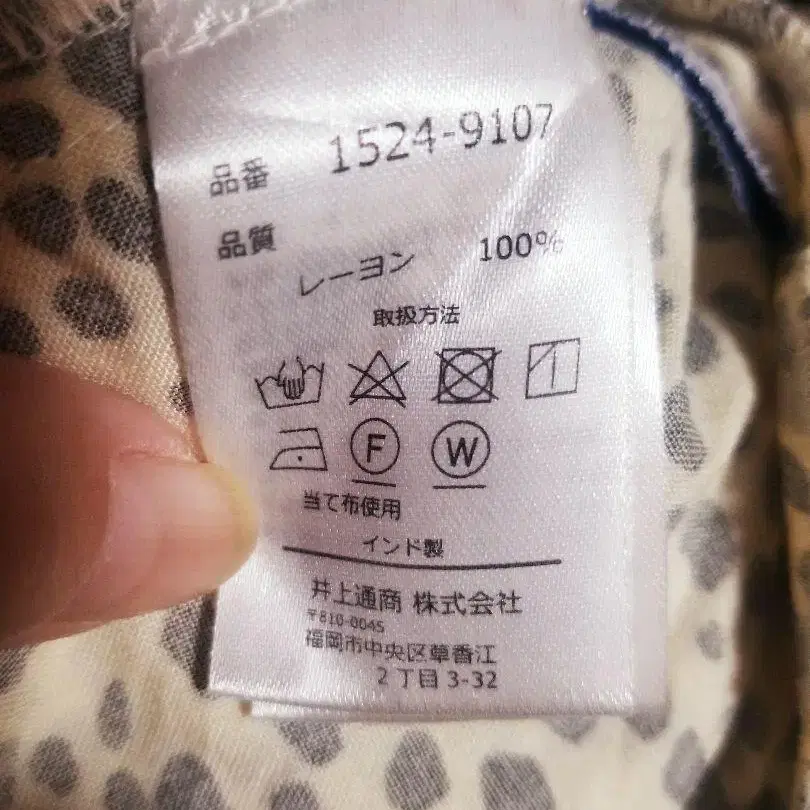 品番 1524-9107
品質
レーヨン 100%
取扱方法
F W
当て布使用
インド製
井上通商 株式会社
〒810-0045
福岡市中央区草香江
2丁目3-32